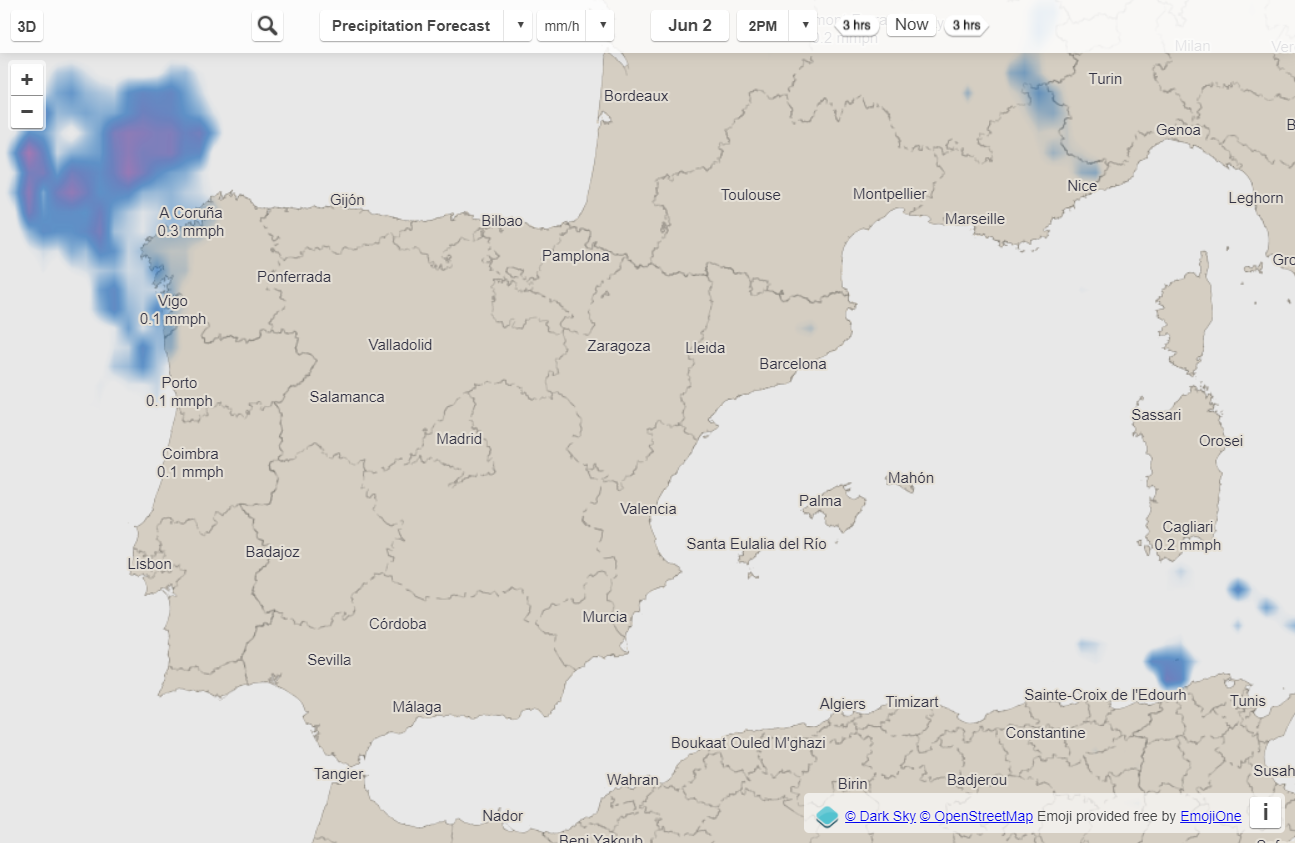 3D
Precipitation Forecast
mm/h
Jun 2
2PM
3 hrs
Now
3 hrs
0.2 mmph
Milan
+
−
Turin
Bordeaux
Genoa
Toulouse
Montpellier
Nice
Leghorn
Marseille
Gijón
A Coruña
0.3 mmph
Bilbao
Pamplona
Ponferrada
Vigo
0.1 mmph
Valladolid
Zaragoza
Lleida
Barcelona
Porto
0.1 mmph
Salamanca
Madrid
Sassari
Orosei
Coimbra
0.1 mmph
Mahón
Palma
Valencia
Cagliari
0.2 mmph
Santa Eulalia del Río
Lisbon
Badajoz
Murcia
Córdoba
Sevilla
Málaga
Algiers
Timizart
Sainte-Croix de l'Edourh
Tunis
Constantine
Boukaat Ouled M'ghazi
Tangier
Wahran
Birin
Badjerou
Susah
Nador
© Dark Sky © OpenStreetMap Emoji provided free by EmojiOne
i
Beni Yakoub